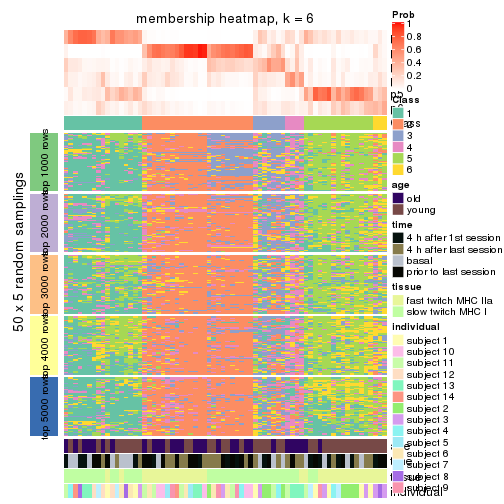 membership heatmap, k = 6
50 x 5 random samplings
top 1000 rows
top 2000 rows
top 3000 rows
top 4000 rows
top 5000 rows
Prob
1
0.8
0.6
0.4
0.2
0
Class
1
2
3
4
5
6
age
old
young
time
4 h after 1st session
4 h after last session
basal
prior to last session
tissue
fast twitch MHC IIa
slow twitch MHC I
individual
subject 1
subject 10
subject 11
subject 12
subject 13
subject 14
subject 2
subject 3
subject 4
subject 5
subject 6
subject 7
subject 8
subject 9
individual